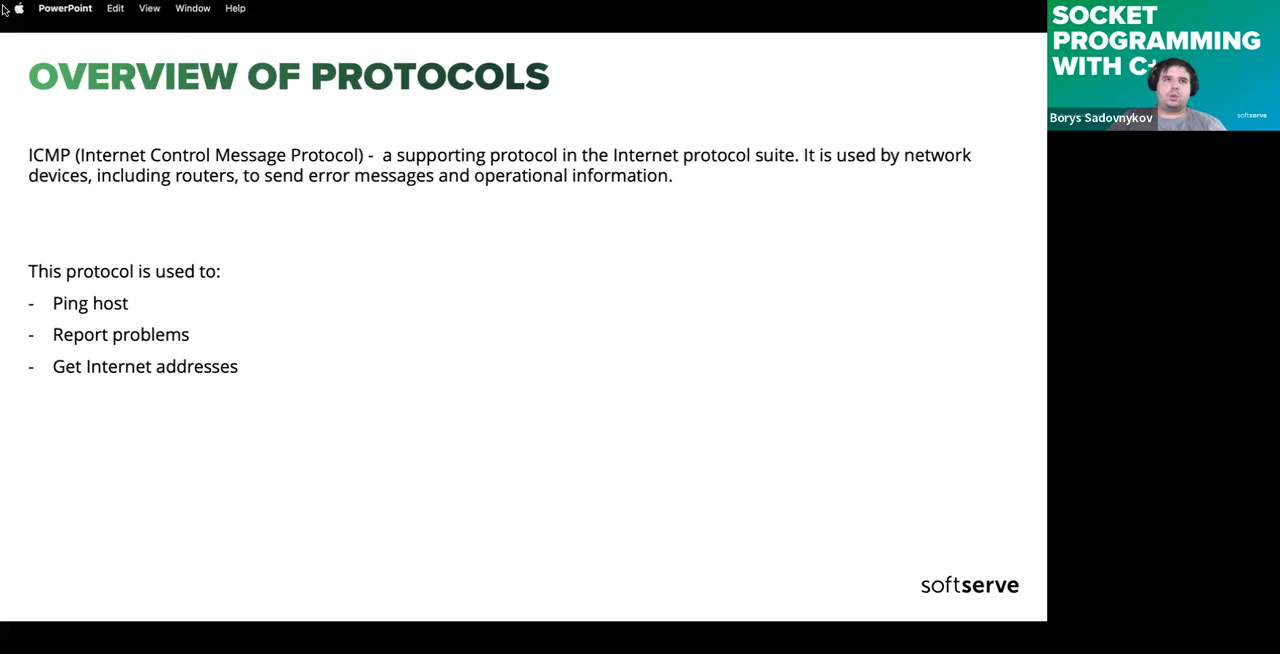 PowerPoint Edit View Window Help
OVERVIEW OF PROTOCOLS
ICMP (Internet Control Message Protocol) - a supporting protocol in the Internet protocol suite. It is used by network
devices, including routers, to send error messages and operational information.
This protocol is used to:
- Ping host
- Report problems
- Get Internet addresses
softserve
SOCKET
PROGRAMMING
WITH C+
Borys Sadovnykov
softserve